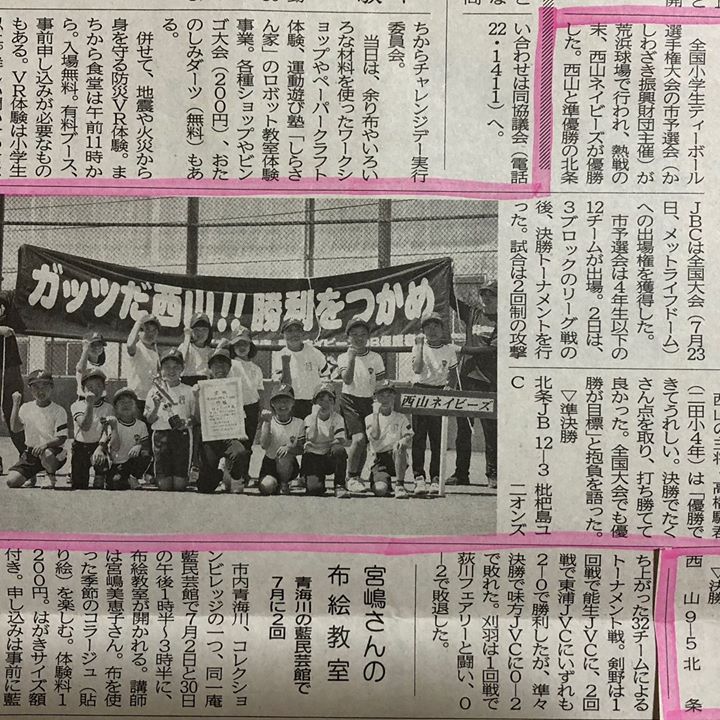 全国小学生ティーボール
選手権大会の市予選会（か
しわざき振興財団主催）が
荒浜球場で行われ、熱戦の
末、西山ネイビーズが優勝
した。西山と準優勝の北条
ＪＢＣは全国大会（７月23
日、メットライフドーム）
への出場権を獲得した。
市予選会は４年生以下の
12チームが出場。２日は、
３ブロックのリーグ戦の
後、決勝トーナメントを行
った。試合は２回制の攻撃
（二田小４年）は「優勝で
きてうれしい。決勝でたく
さん点を取り、打ち勝てて
良かった。全国大会でも優
勝が目標」と抱負を語った。
▽準決勝
北条ＪＢ 12―3 枇杷島ユ
Ｃ ニオンズ
▽決勝
西　山９―５北　条
い合わせは同協議会（電話
22・1411）へ。
ちからチャレンジデー実行
委員会。
当日は、余り布やいろい
ろな材料を使ったワークシ
ョップやペーパークラフト
体験、運動遊び塾「しらさ
ん家」のロボット教室体験
事業。各種ショップやビン
ゴ大会（200円）、おた
のしみダーツ（無料）もあ
併せて、地震や火災から
身を守る防災ＶＲ体験。ま
ちから食堂は午前11時か
ら。入場無料。有料ブース、
事前申し込みが必要なもの
もある。ＶＲ体験は小学生
ガッツだ西川!!勝利をつかめ
西山ネイビーズ
ち上がった32チームによる
トーナメント戦。剣野は１
回戦で能生ＪＶＣに、２回
戦で東浦ＪＶＣにいずれも
２―０で勝利したが、準々
決勝で味方ＪＶＣに０―２
で敗れた。刈羽は１回戦で
荻川フェアリーと闘い、０
―２で敗退した。
宮嶋さんの
布絵教室
青海川の藍民芸館で
７月に２回
市内青海川、コレクショ
ンビレッジの一つ、同一庵
藍民芸館で７月２日と30日
の午後１時半～３時半に、
布絵教室が開かれる。講師
は宮嶋美恵子さん。布を使
った季節のコラージュ（貼
り絵）を楽しむ。体験料１
200円。はがきサイズ額
付き。申し込みは事前に藍